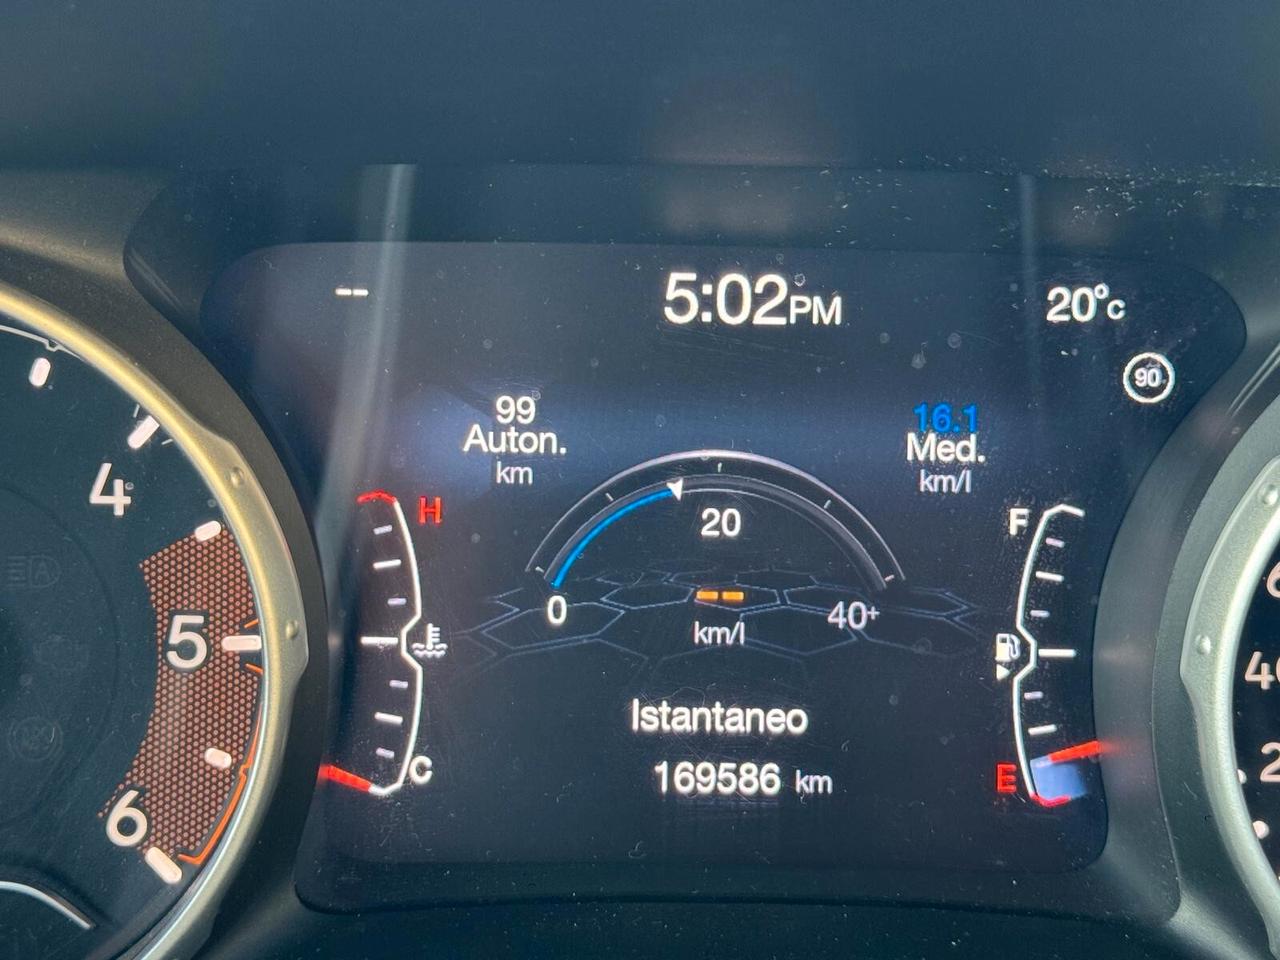 --
5:02PM
20°C
90
99
Auton.
km
16.1
Med.
km/l
H
F
20
0
--
40+
km/l
Istantaneo
169586 km
C
E
4
5
6